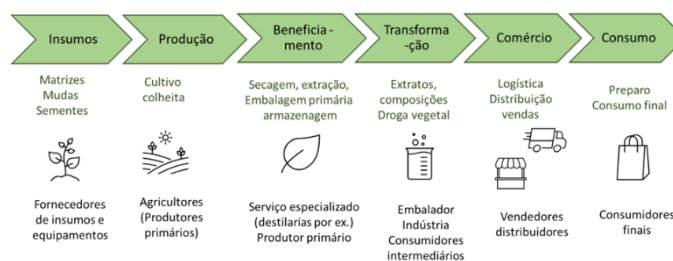 Insumos
Produção
Beneficia -
mento
Transforma
-ção
Comércio
Consumo
Matrizes
Mudas
Sementes
Cultivo
colheita
Secagem, extração,
Embalagem primária
armazenagem
Extratos,
composições
Droga vegetal
Logística
Distribuição
vendas
Preparo
Consumo final
Fornecedores
de insumos e
equipamentos
Agricultores
(Produtores
primários)
Serviço especializado
(destilarias por ex.)
Produtor primário
Embalador
Indústria
Consumidores
intermediários
Vendedores
distribuidores
Consumidores
finais